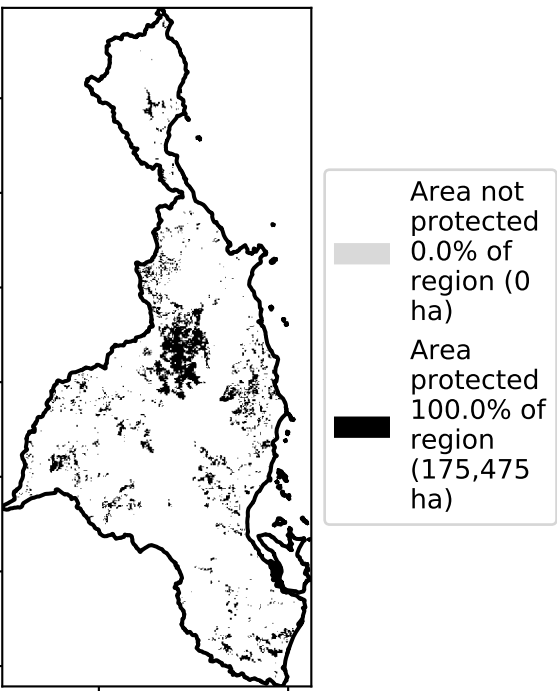 Area not
protected
0.0% of
region (0
ha)
Area
protected
100.0% of
region
(175,475
ha)